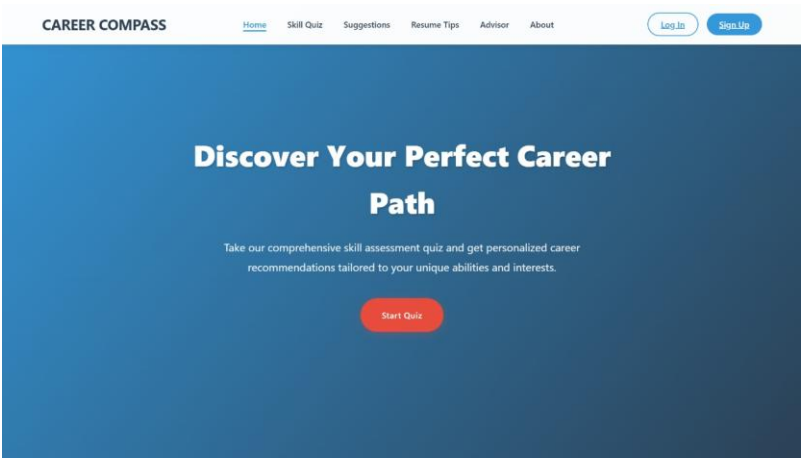 CAREER COMPASS Home Skill Quiz Suggestions Resume Tips Advisor About Log In Sign Up
Discover Your Perfect Career
Path
Take our comprehensive skill assessment quiz and get personalized career
recommendations tailored to your unique abilities and interests.
Start Quiz